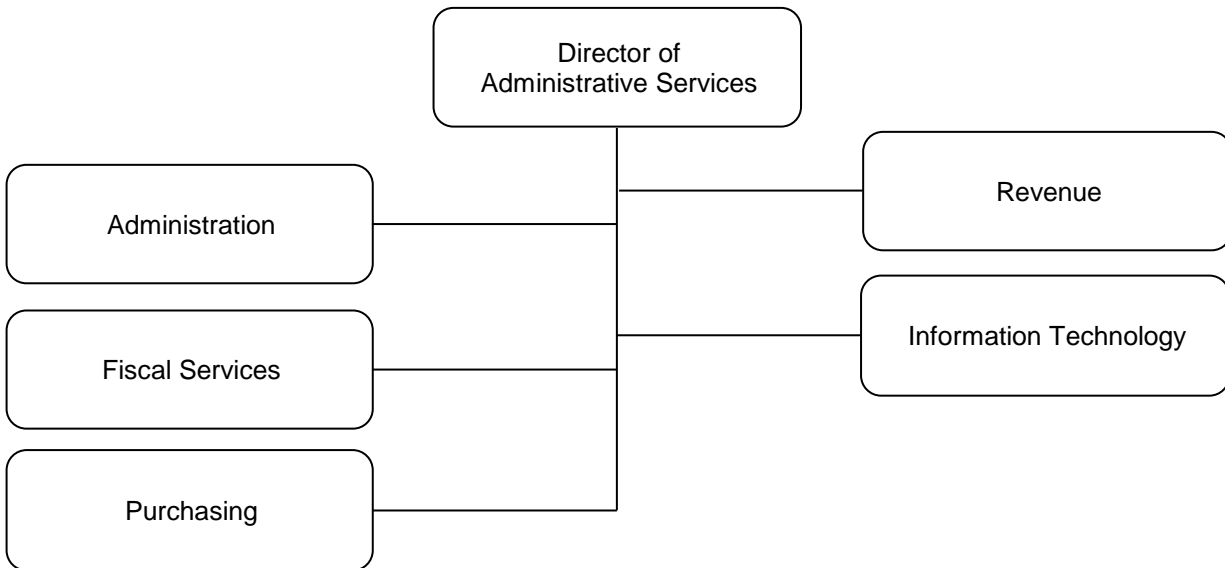 Director of
Administrative Services
Revenue
Administration
Information Technology
Fiscal Services
Purchasing